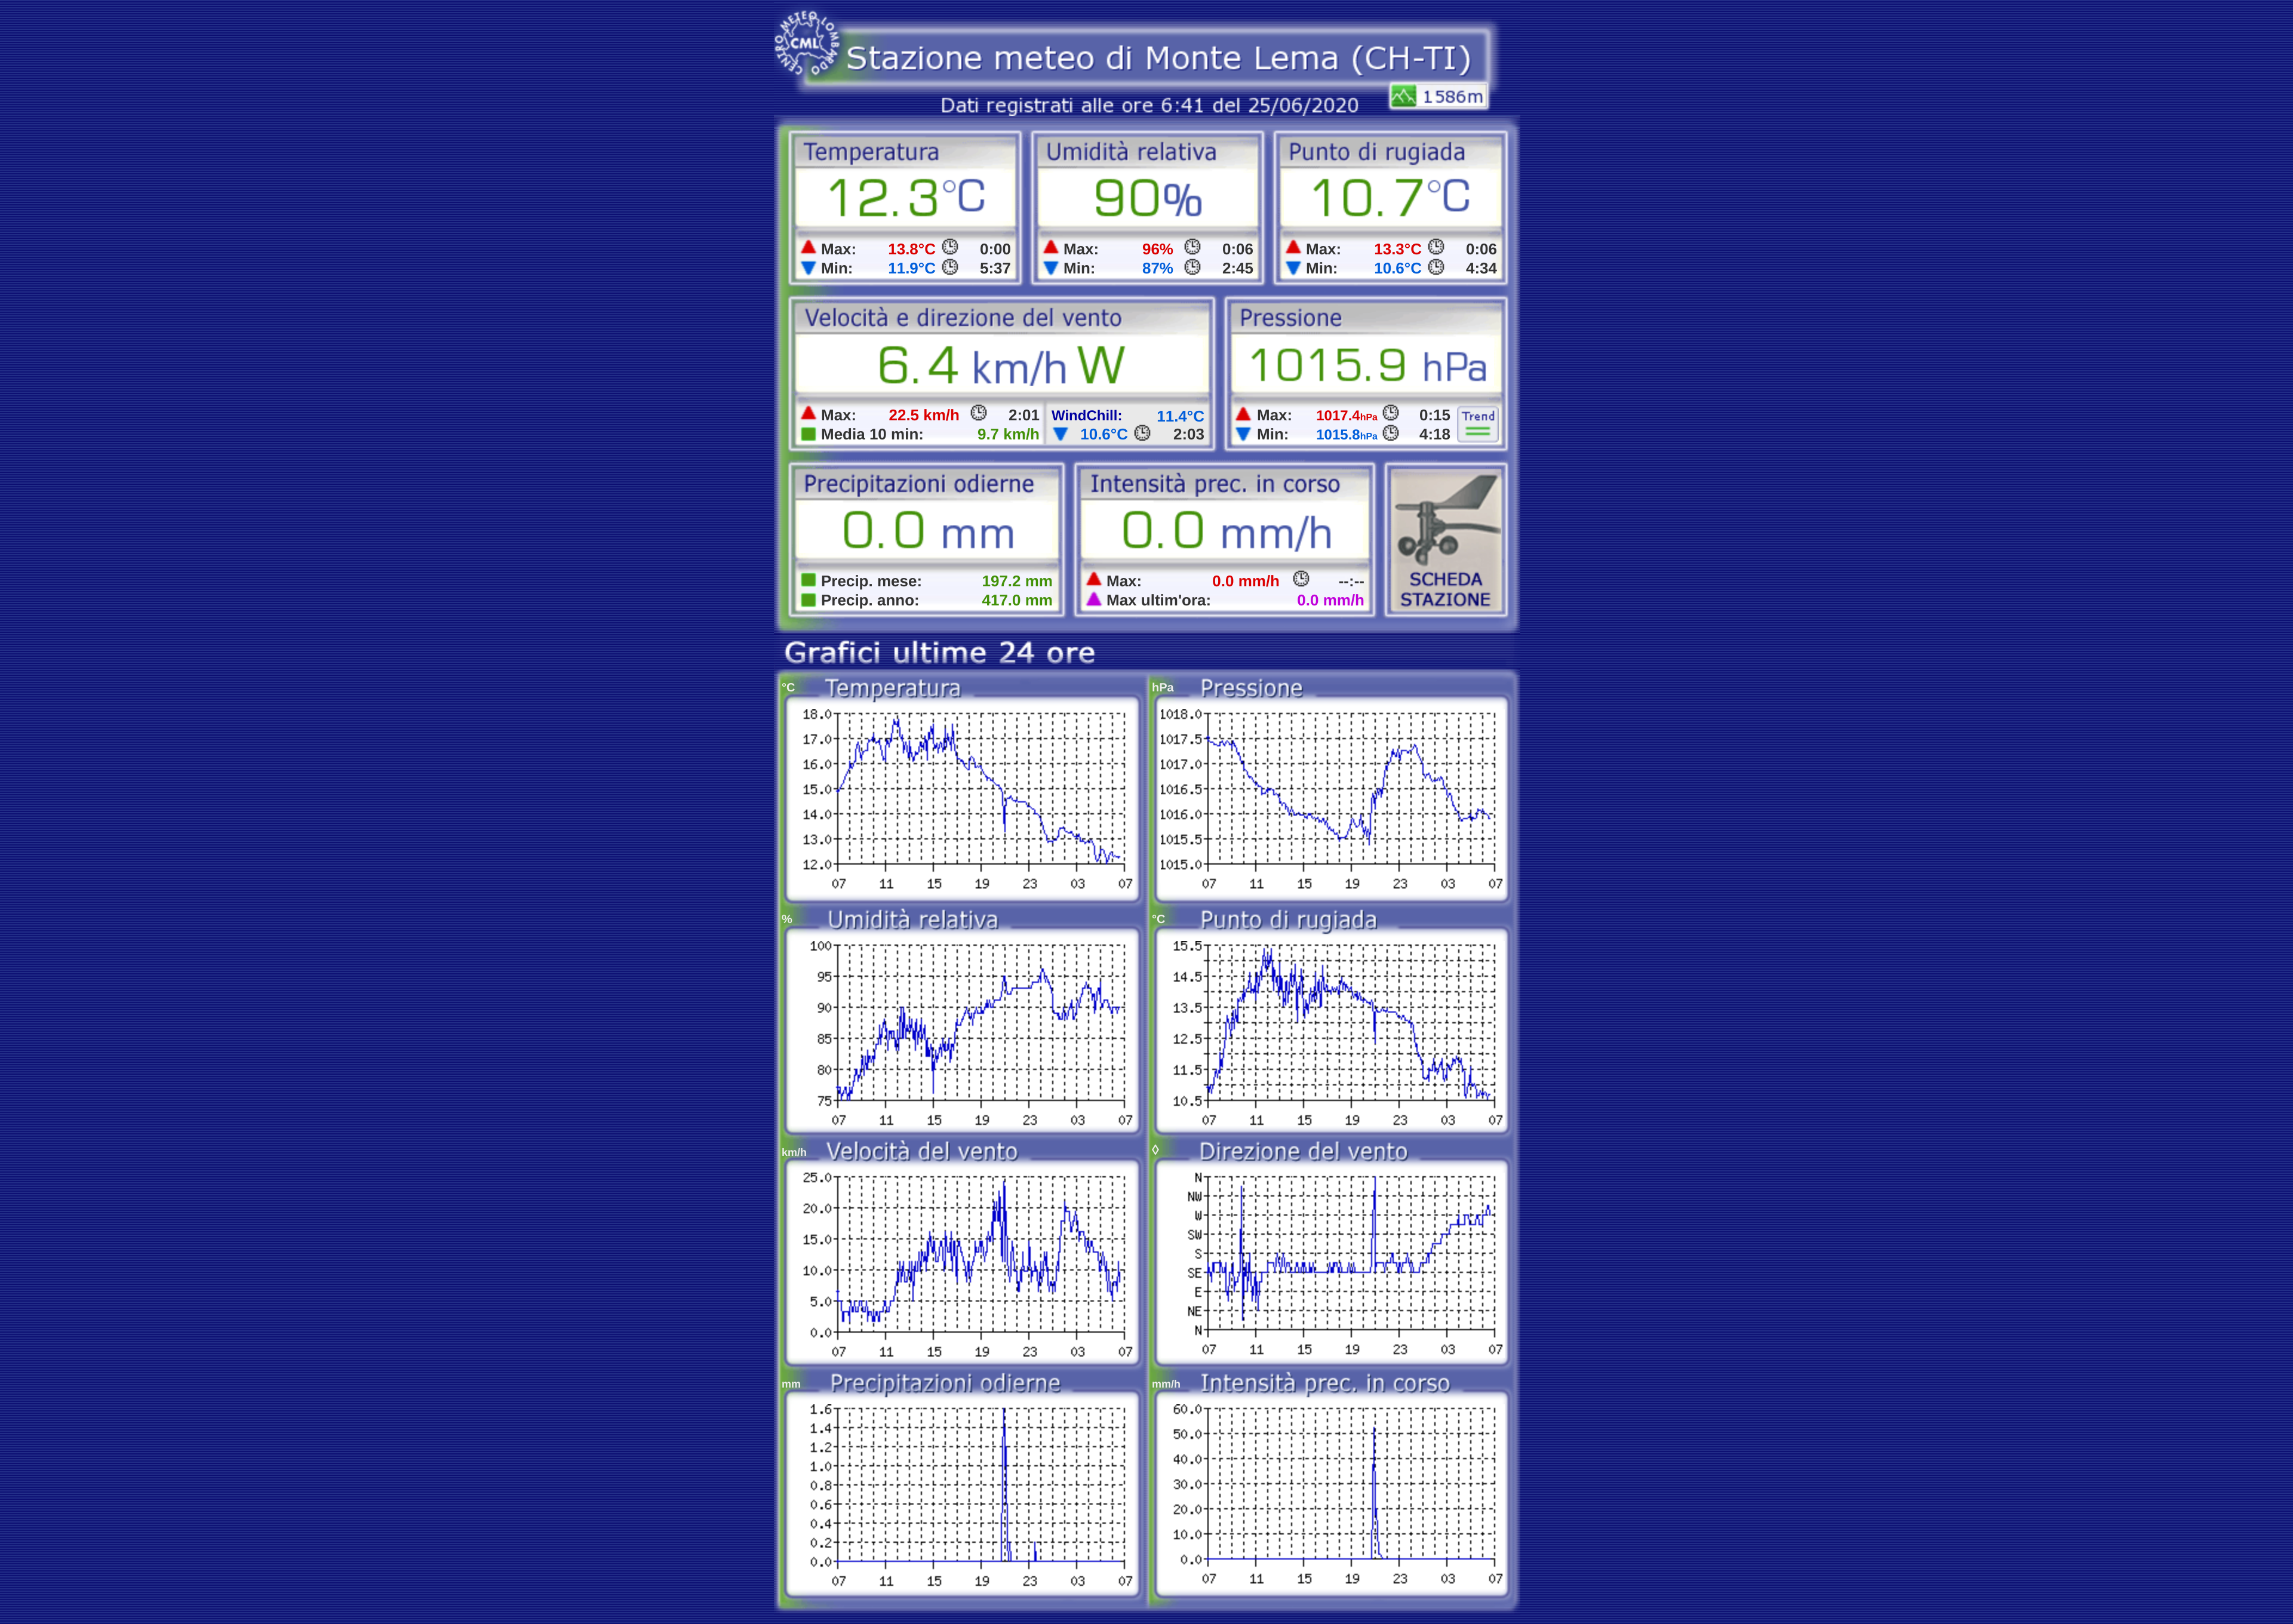 CENTRO METEO LOMBARDO
CML
Stazione meteo di Monte Lema (CH-TI)
1586m
Dati registrati alle ore 6:41 del 25/06/2020
Temperatura
12.3°C
Max: 13.8°C 0:00
Min: 11.9°C 5:37
Umidità relativa
90%
Max: 96% 0:06
Min: 87% 2:45
Punto di rugiada
10.7°C
Max: 13.3°C 0:06
Min: 10.6°C 4:34
Velocità e direzione del vento
6.4 km/h W
Max: 22.5 km/h 2:01
Media 10 min: 9.7 km/h
WindChill: 11.4°C
10.6°C 2:03
Pressione
1015.9 hPa
Max: 1017.4hPa 0:15
Min: 1015.8hPa 4:18
Trend
Precipitazioni odierne
0.0 mm
Precip. mese: 197.2 mm
Precip. anno: 417.0 mm
Intensità prec. in corso
0.0 mm/h
Max: 0.0 mm/h --:--
Max ultim'ora: 0.0 mm/h
SCHEDA
STAZIONE
Grafici ultime 24 ore
°C Temperatura
18.0
17.0
16.0
15.0
14.0
13.0
12.0
07 11 15 19 23 03 07
hPa Pressione
1018.0
1017.5
1017.0
1016.5
1016.0
1015.5
1015.0
07 11 15 19 23 03 07
% Umidità relativa
100
95
90
85
80
75
07 11 15 19 23 03 07
°C Punto di rugiada
15.5
14.5
13.5
12.5
11.5
10.5
07 11 15 19 23 03 07
km/h Velocità del vento
25.0
20.0
15.0
10.0
5.0
0.0
07 11 15 19 23 03 07
◊ Direzione del vento
N
NW
W
SW
S
SE
E
NE
N
07 11 15 19 23 03 07
mm Precipitazioni odierne
1.6
1.4
1.2
1.0
0.8
0.6
0.4
0.2
0.0
07 11 15 19 23 03 07
mm/h Intensità prec. in corso
60.0
50.0
40.0
30.0
20.0
10.0
0.0
07 11 15 19 23 03 07